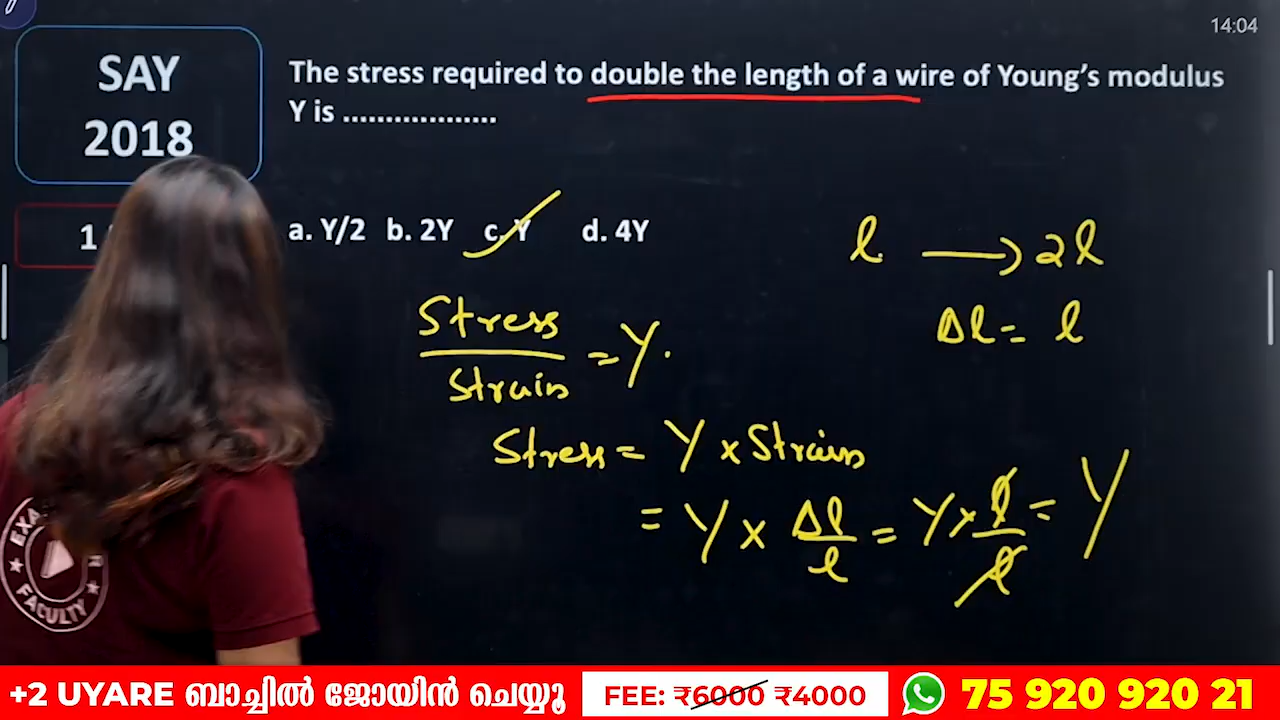 14:04
SAY
2018
The stress required to double the length of a wire of Young's modulus
Y is ..................
1
a. Y/2 b. 2Y c. Y d. 4Y
l → 2l
Δl = l
Stress
Strain
= Y.
Stress = Y × Strain
= Y × Δl/l = Y × l/l = Y
FACULTY
+2 UYARE ബാച്ചിൽ ജോയിൻ ചെയ്യൂ
FEE: ₹6000 ₹4000
75 920 920 21